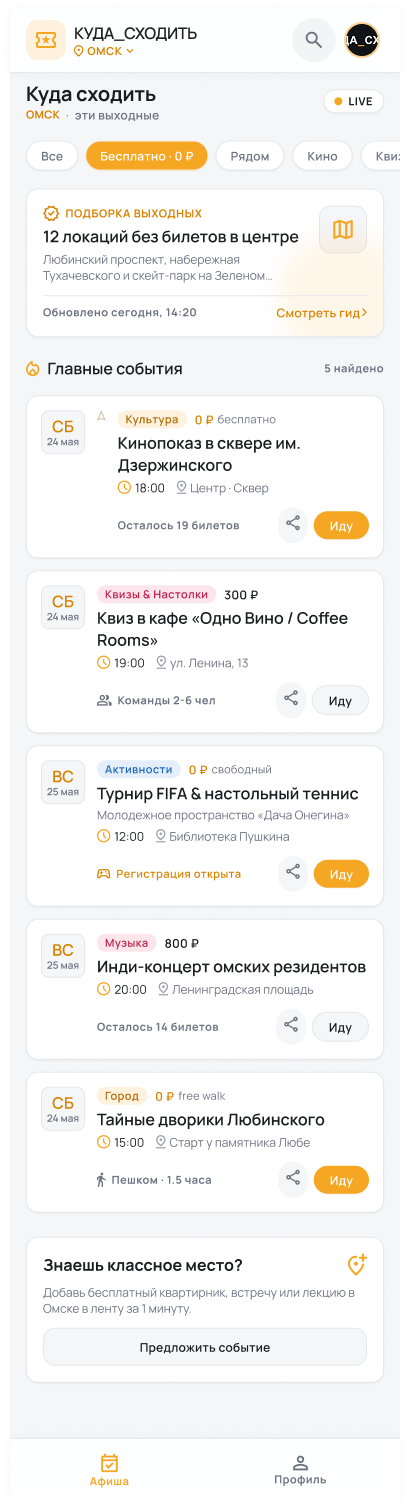 КУДА_СХОДИТЬ
ОМСК
Куда сходить
LIVE
ОМСК · эти выходные
Все
Бесплатно · 0 ₽
Рядом
Кино
ПОДБОРКА ВЫХОДНЫХ
12 локаций без билетов в центре
Любинский проспект, набережная
Тухачевского и скейт-парк на Зеленом...
Обновлено сегодня, 14:20
Смотреть гид
Главные события
5 найдено
СБ
24 мая
Культура
0 ₽ бесплатно
Кинопоказ в сквере им.
Дзержинского
18:00
Центр · Сквер
Осталось 19 билетов
Иду
СБ
24 мая
Квизы & Настолки
300 ₽
Квиз в кафе «Одно Вино / Coffee
Rooms»
19:00
ул. Ленина, 13
Команды 2-6 чел
Иду
ВС
25 мая
Активности
0 ₽ свободный
Турнир FIFA & настольный теннис
Молодежное пространство «Дача Онегина»
12:00
Библиотека Пушкина
Регистрация открыта
Иду
ВС
25 мая
Музыка
800 ₽
Инди-концерт омских резидентов
20:00
Ленинградская площадь
Осталось 14 билетов
Иду
СБ
24 мая
Город
0 ₽ free walk
Тайные дворики Любинского
15:00
Старт у памятника Любе
Пешком · 1.5 часа
Иду
Знаешь классное место?
Добавь бесплатный квартирник, встречу или лекцию в
Омске в ленту за 1 минуту.
Предложить событие
Афиша
Профиль